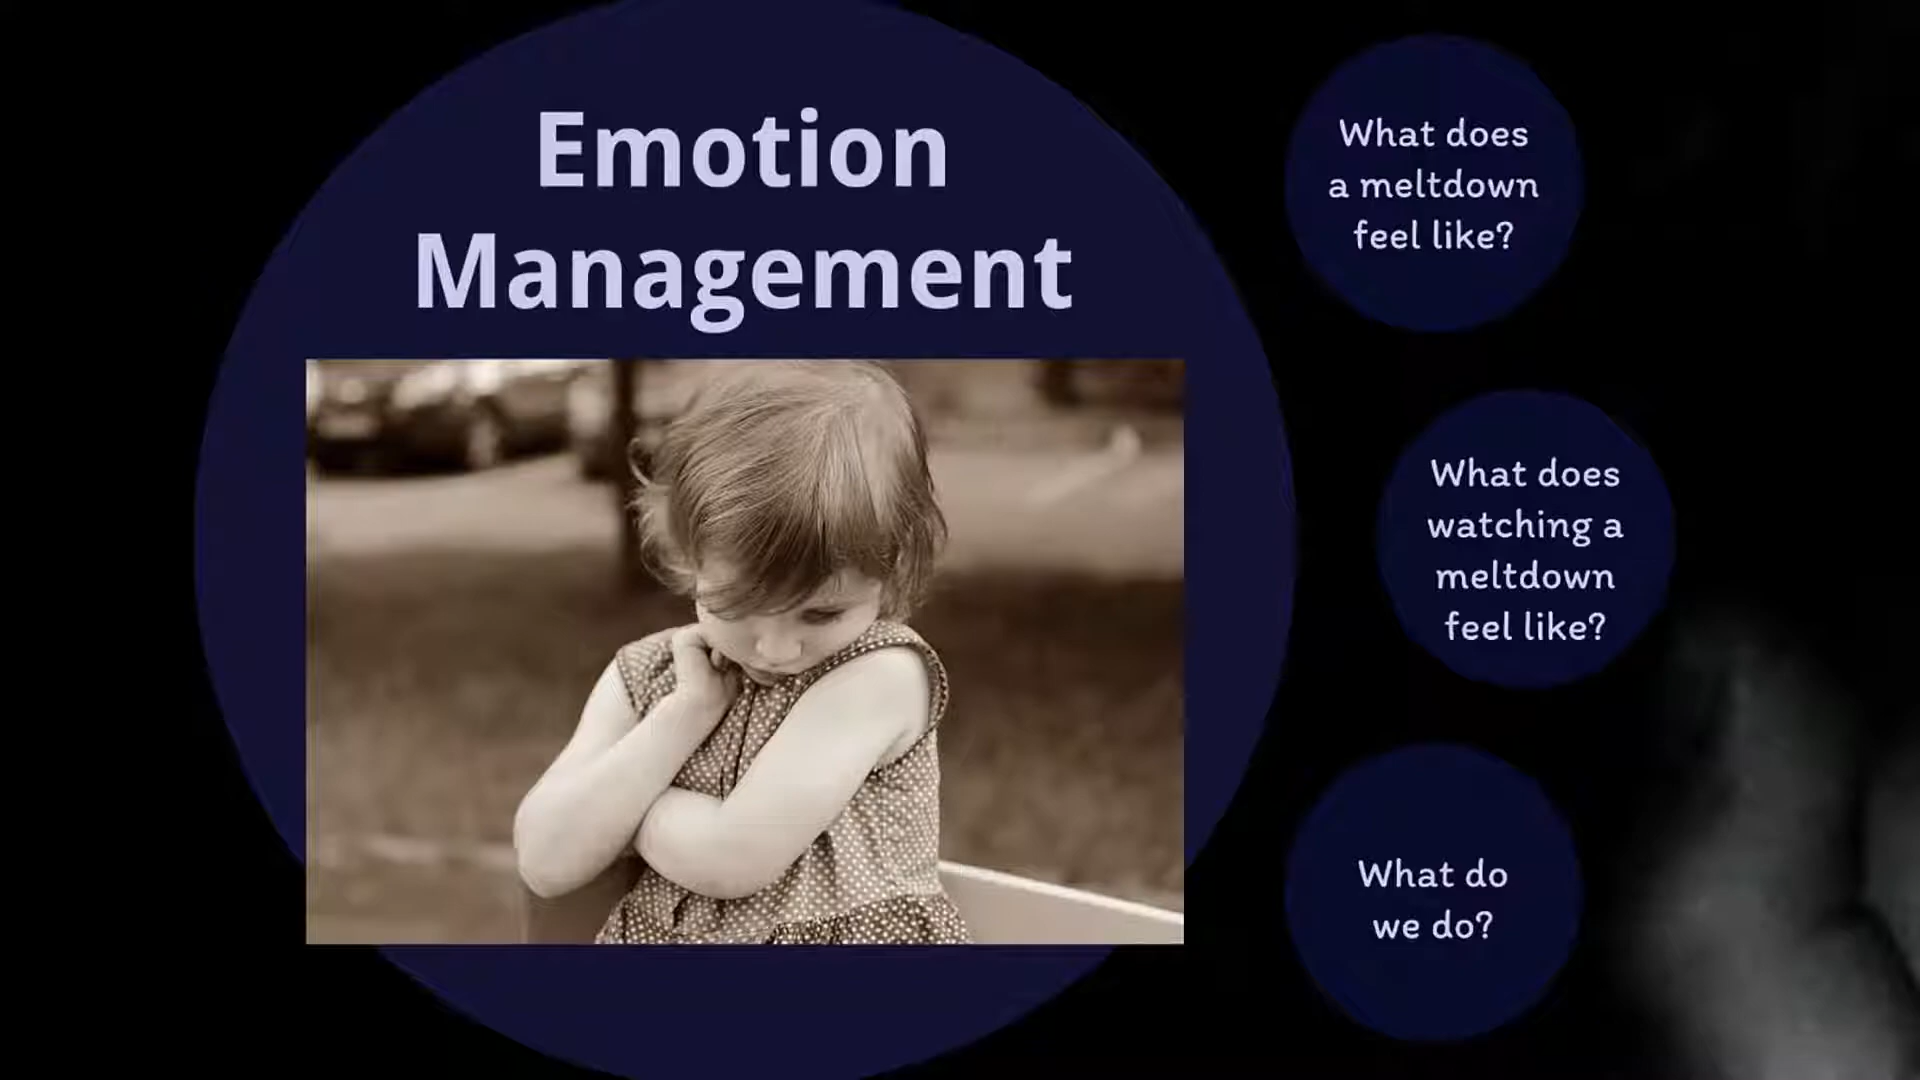 Emotion
Management
What does
a meltdown
feel like?
What does
watching a
meltdown
feel like?
What do
we do?